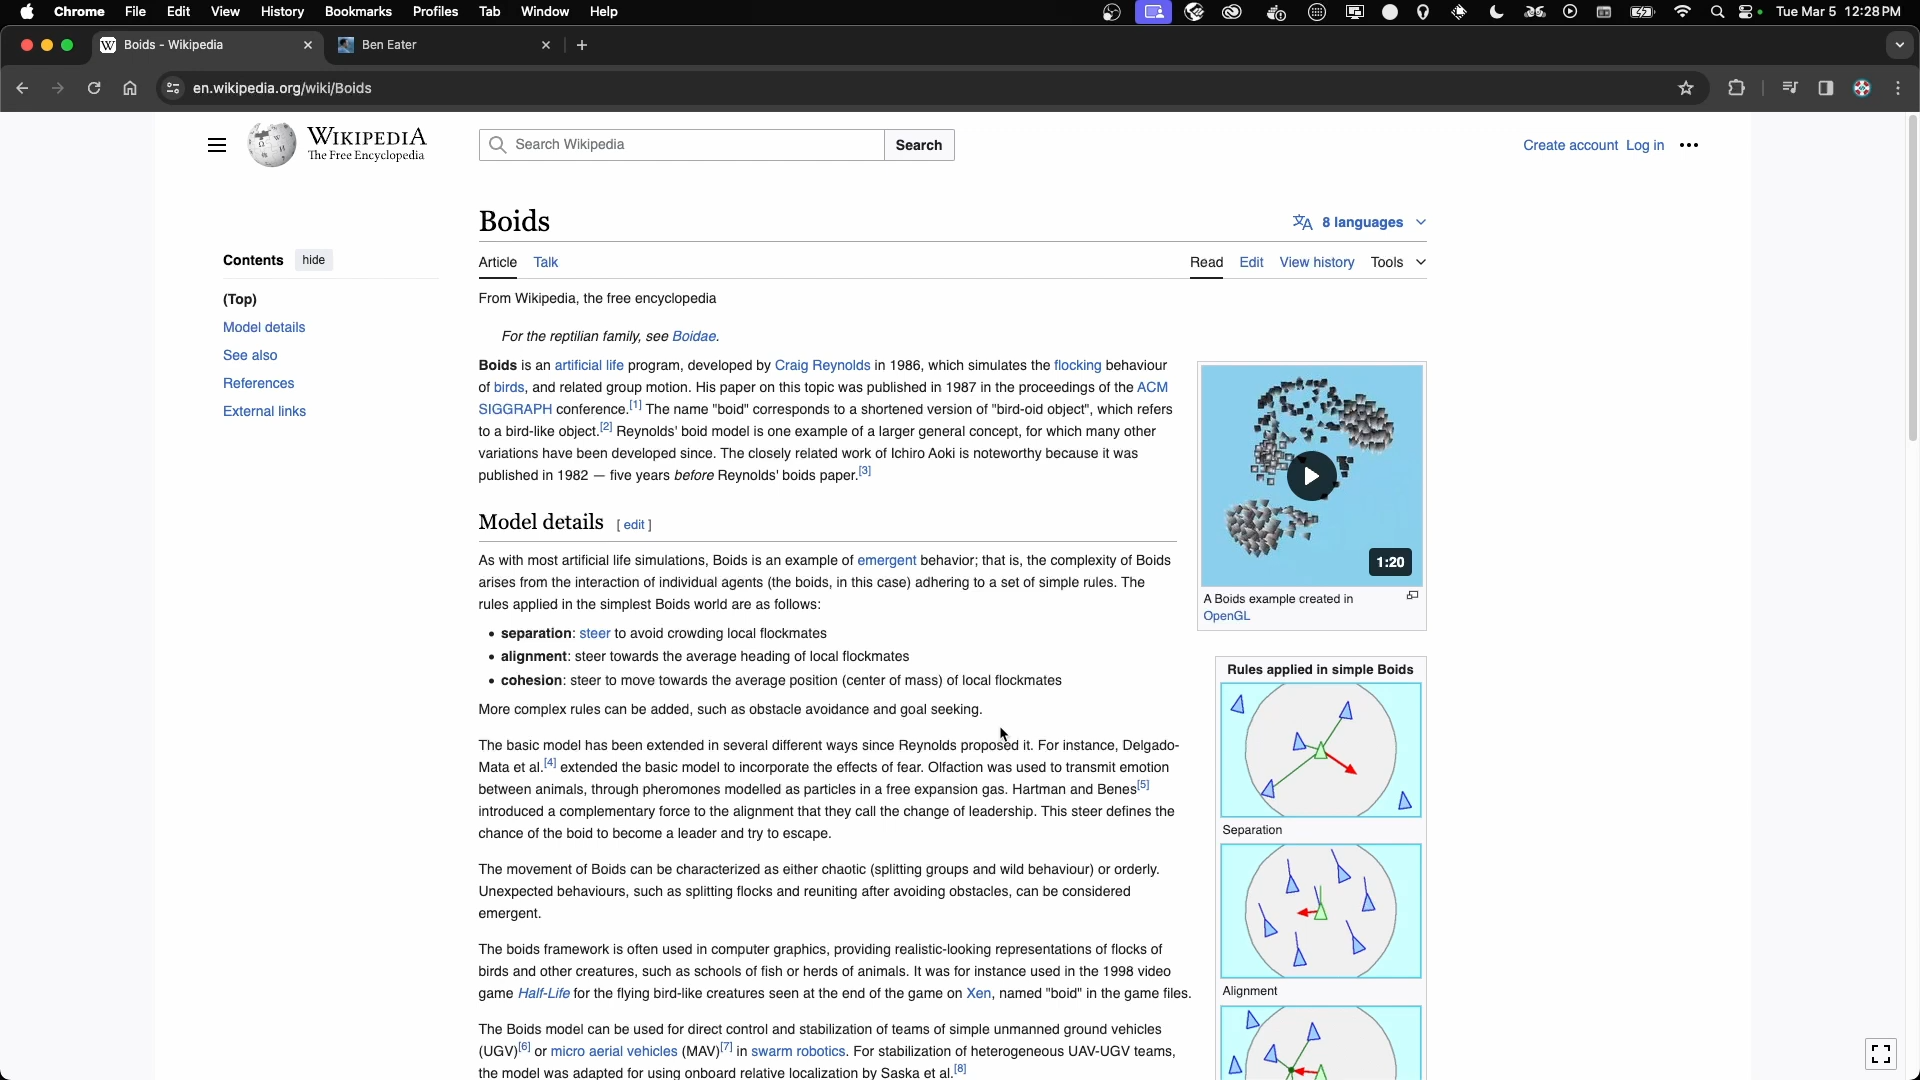 Chrome File Edit View History Bookmarks Profiles Tab Window Help
Tue Mar 5 12:28 PM
Boids - Wikipedia
Ben Eater
en.wikipedia.org/wiki/Boids
WIKIPEDIA
The Free Encyclopedia
Search Wikipedia
Search
Create account Log in
Boids
8 languages
Contents hide
(Top)
Model details
See also
References
External links
Article Talk
Read Edit View history Tools
From Wikipedia, the free encyclopedia
For the reptilian family, see Boidae.
Boids is an artificial life program, developed by Craig Reynolds in 1986, which simulates the flocking behaviour
of birds, and related group motion. His paper on this topic was published in 1987 in the proceedings of the ACM
SIGGRAPH conference.[1] The name "boid" corresponds to a shortened version of "bird-oid object", which refers
to a bird-like object.[2] Reynolds' boid model is one example of a larger general concept, for which many other
variations have been developed since. The closely related work of Ichiro Aoki is noteworthy because it was
published in 1982 — five years before Reynolds' boids paper.[3]
Model details [ edit ]
As with most artificial life simulations, Boids is an example of emergent behavior; that is, the complexity of Boids
arises from the interaction of individual agents (the boids, in this case) adhering to a set of simple rules. The
rules applied in the simplest Boids world are as follows:
• separation: steer to avoid crowding local flockmates
• alignment: steer towards the average heading of local flockmates
• cohesion: steer to move towards the average position (center of mass) of local flockmates
More complex rules can be added, such as obstacle avoidance and goal seeking.
The basic model has been extended in several different ways since Reynolds proposed it. For instance, Delgado-
Mata et al.[4] extended the basic model to incorporate the effects of fear. Olfaction was used to transmit emotion
between animals, through pheromones modelled as particles in a free expansion gas. Hartman and Benes[5]
introduced a complementary force to the alignment that they call the change of leadership. This steer defines the
chance of the boid to become a leader and try to escape.
The movement of Boids can be characterized as either chaotic (splitting groups and wild behaviour) or orderly.
Unexpected behaviours, such as splitting flocks and reuniting after avoiding obstacles, can be considered
emergent.
The boids framework is often used in computer graphics, providing realistic-looking representations of flocks of
birds and other creatures, such as schools of fish or herds of animals. It was for instance used in the 1998 video
game Half-Life for the flying bird-like creatures seen at the end of the game on Xen, named "boid" in the game files.
The Boids model can be used for direct control and stabilization of teams of simple unmanned ground vehicles
(UGV)[6] or micro aerial vehicles (MAV)[7] in swarm robotics. For stabilization of heterogeneous UAV-UGV teams,
the model was adapted for using onboard relative localization by Saska et al.[8]
1:20
A Boids example created in
OpenGL
Rules applied in simple Boids
Separation
Alignment